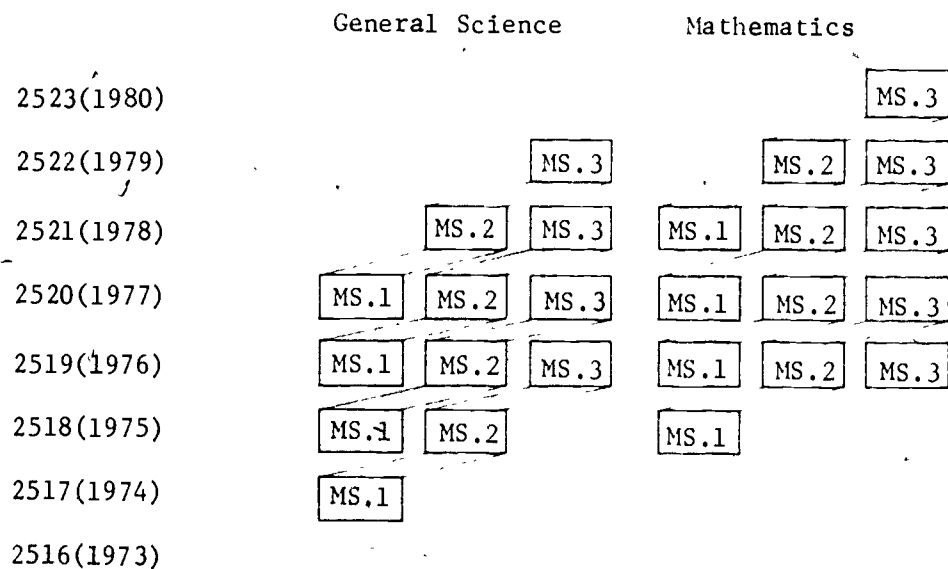 General Science Mathematics
2523(1980) MS.3
2522(1979) MS.3 MS.2 MS.3
2521(1978) MS.2 MS.3 MS.1 MS.2 MS.3
2520(1977) MS.1 MS.2 MS.3 MS.1 MS.2 MS.3
2519(1976) MS.1 MS.2 MS.3 MS.1 MS.2 MS.3
2518(1975) MS.1 MS.2 MS.1
2517(1974) MS.1
2516(1973)